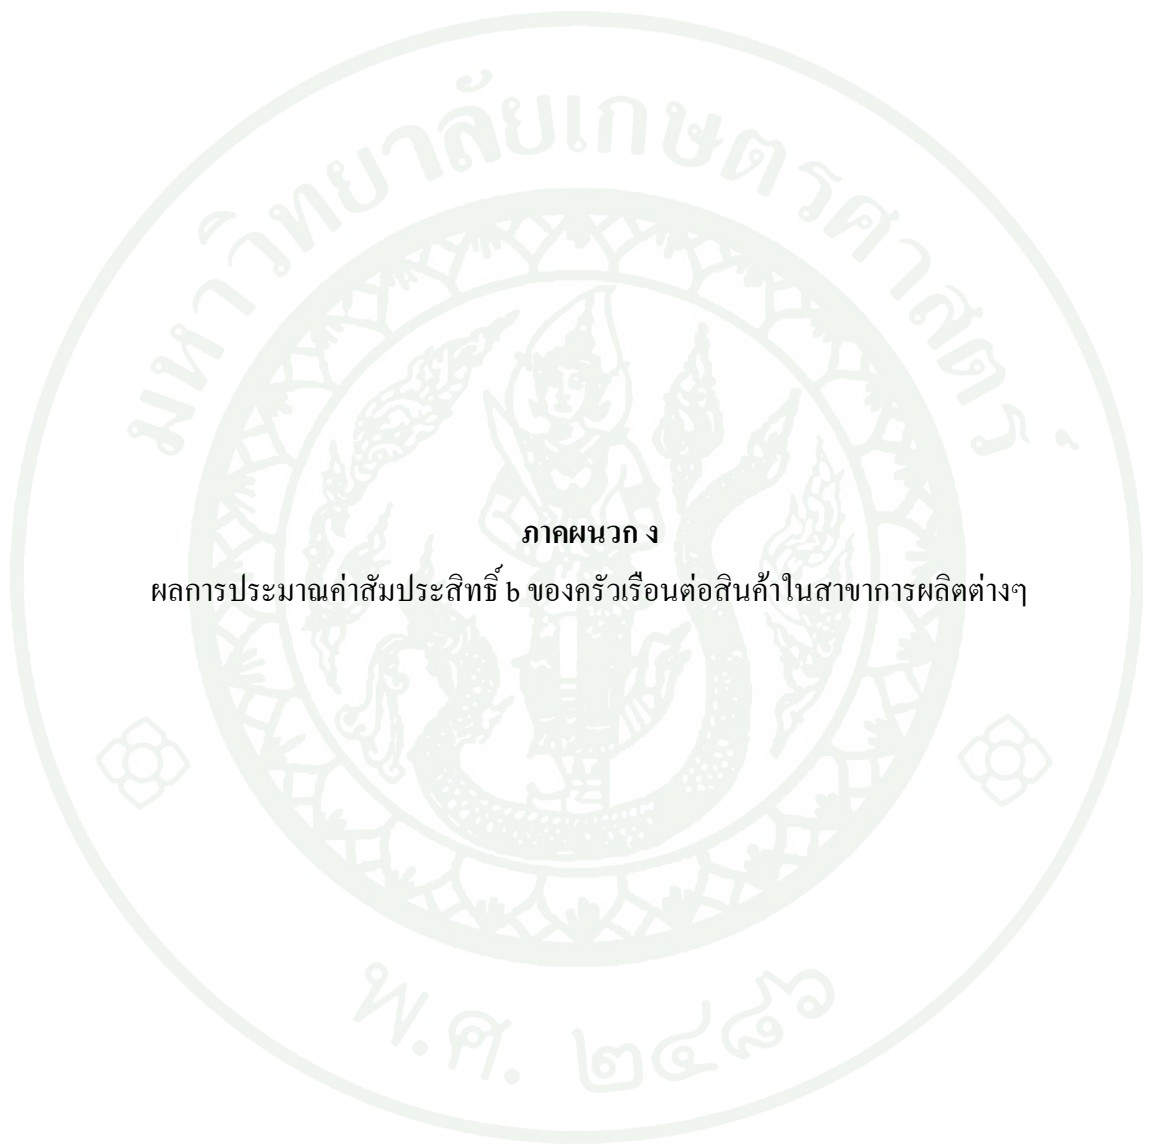 มหาวิทยาลัยเกษตรศาสตร์
ภาคผนวก ง
ผลการประมาณค่าสัมประสิทธิ์ b ของครัวเรือนต่อสินค้าในสาขาการผลิตต่างๆ
พ.ศ. ๒๔๘๖